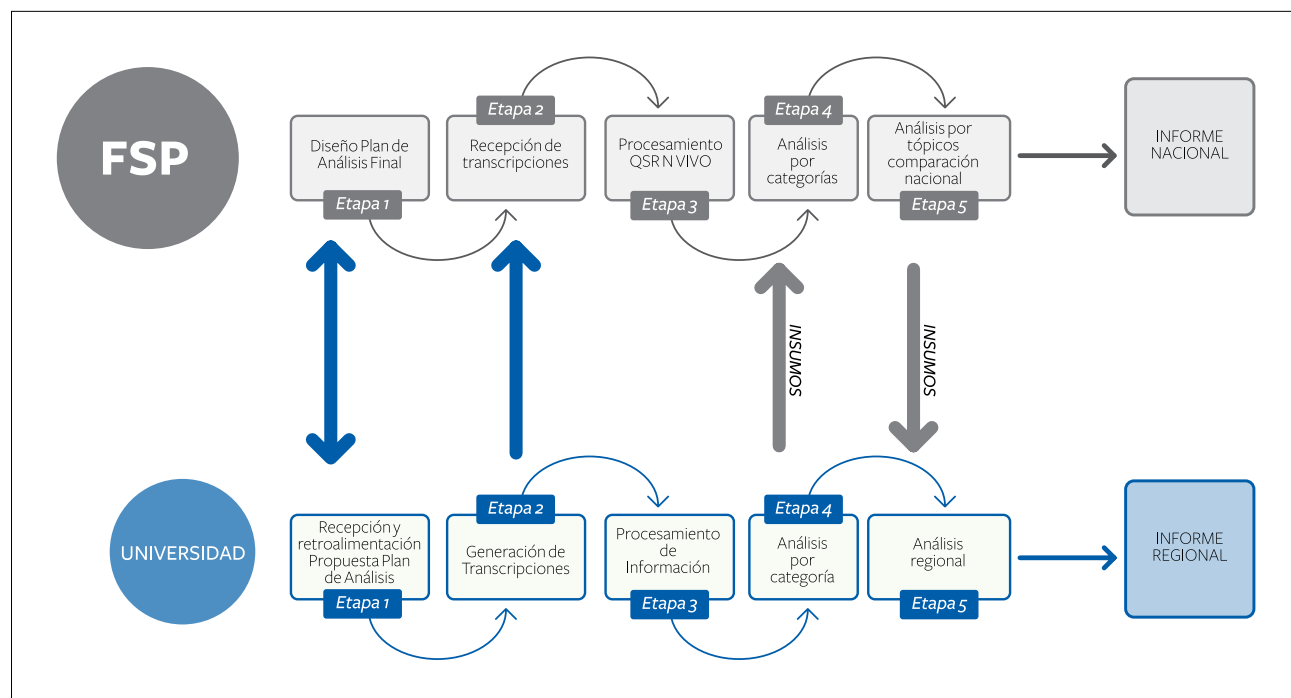 FSP
Diseño Plan de
Análisis Final
Etapa 1
Etapa 2
Recepción de
transcripciones
Procesamiento
QSR N VIVO
Etapa 3
Etapa 4
Análisis
por
categorías
Análisis por
tópicos
comparación
nacional
Etapa 5
INFORME
NACIONAL
INSUMOS
INSUMOS
UNIVERSIDAD
Recepción y
retroalimentación
Propuesta Plan
de Análisis
Etapa 1
Etapa 2
Generación de
Transcripciones
Procesamiento
de
Información
Etapa 3
Etapa 4
Análisis
por
categoría
Análisis
regional
Etapa 5
INFORME
REGIONAL